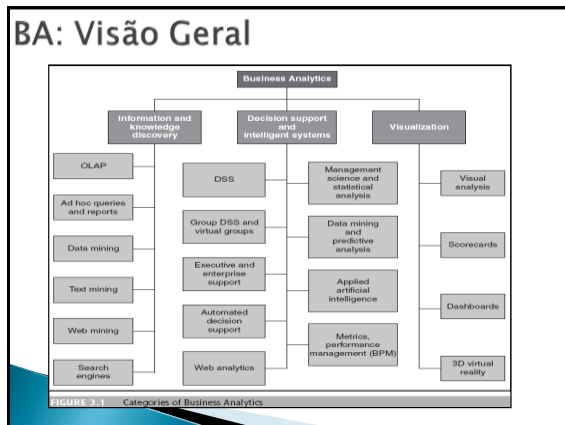 BA: Visão Geral
Business Analytics
Information and
knowledge
discovery
Decision support
and
intelligent systems
Visualization
OLAP
Ad hoc queries
and reports
Data mining
Text mining
Web mining
Search
engines
DSS
Group DSS and
virtual groups
Executive and
enterprise
support
Automated
decision
support
Web analytics
Management
science and
statistical
analysis
Data mining
and
predictive
analysis
Applied
artificial
intelligence
Metrics,
performance
management (BPM)
Visual
analysis
Scorecards
Dashboards
3D virtual
reality
FIGURE 3.1 Categories of Business Analytics